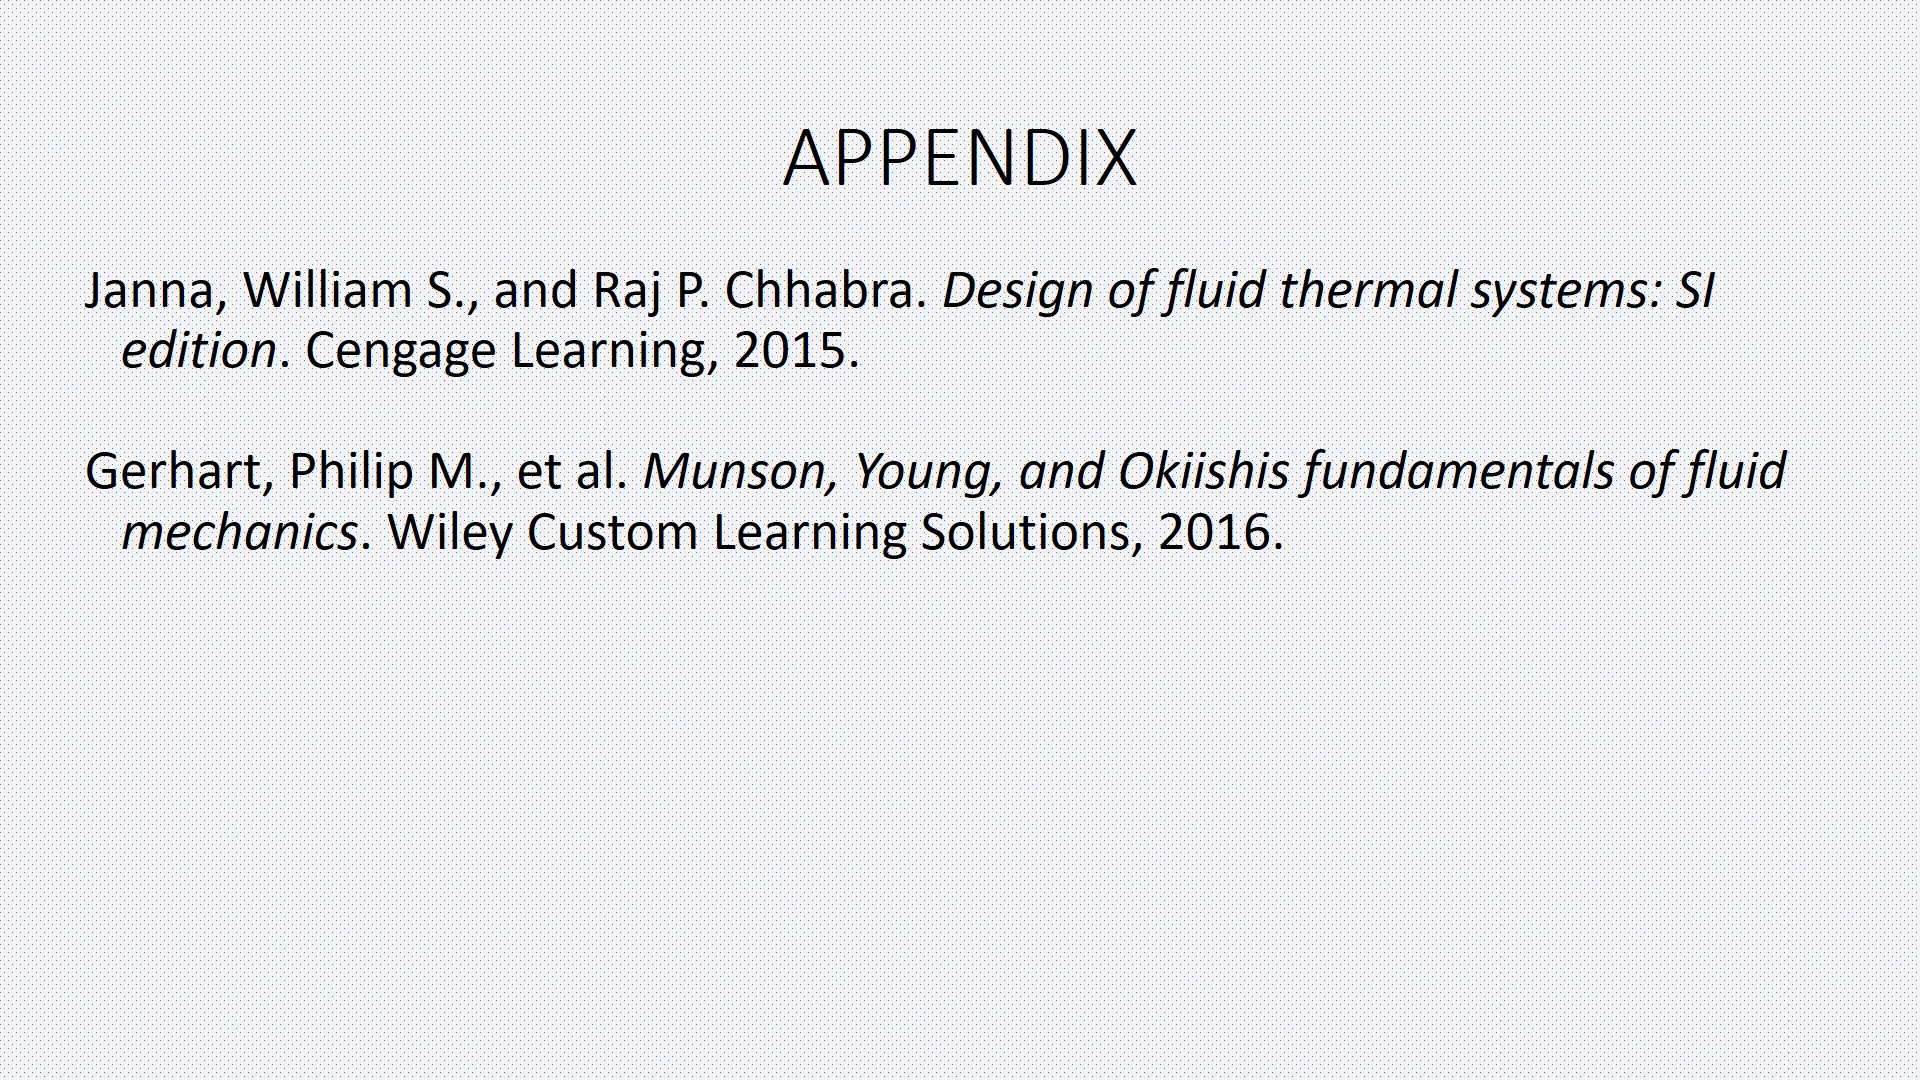 APPENDIX
Janna, William S., and Raj P. Chhabra. Design of fluid thermal systems: SI
edition. Cengage Learning, 2015.
Gerhart, Philip M., et al. Munson, Young, and Okiishis fundamentals of fluid
mechanics. Wiley Custom Learning Solutions, 2016.